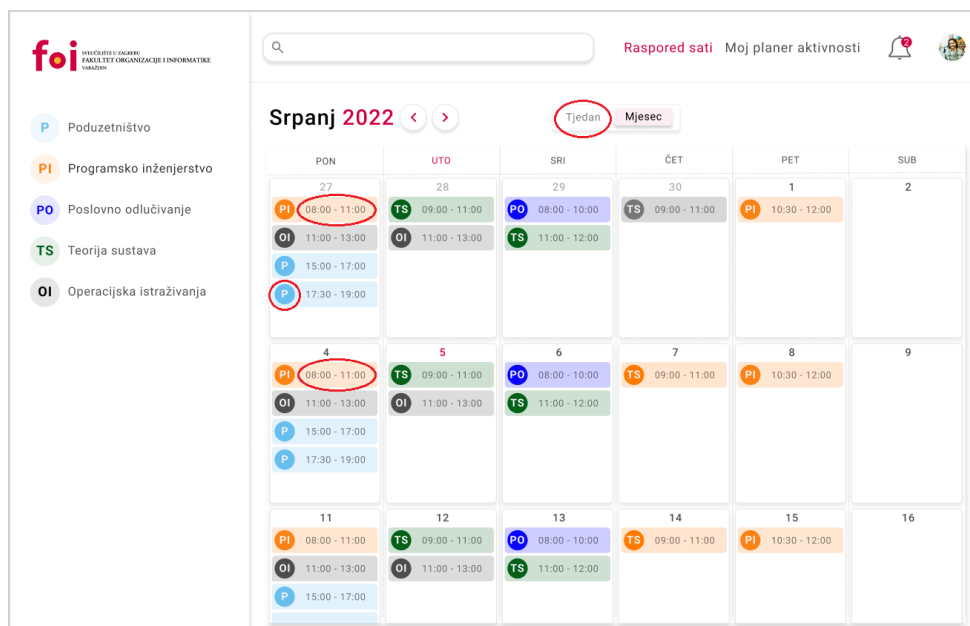 foi
SVEUČILIŠTE U ZAGREBU
FAKULTET ORGANIZACIJE I INFORMATIKE
VARAŽDIN
Raspored sati
Moj planer aktivnosti
2
P Poduzetništvo
PI Programsko inženjerstvo
PO Poslovno odlučivanje
TS Teorija sustava
OI Operacijska istraživanja
Srpanj 2022
Tjedan
Mjesec
PON UTO SRI ČET PET SUB
27 28 29 30 1 2
PI 08:00 - 11:00 TS 09:00 - 11:00 PO 08:00 - 10:00 TS 09:00 - 11:00 PI 10:30 - 12:00
OI 11:00 - 13:00 OI 11:00 - 13:00 TS 11:00 - 12:00
P 15:00 - 17:00
P 17:30 - 19:00
4 5 6 7 8 9
PI 08:00 - 11:00 TS 09:00 - 11:00 PO 08:00 - 10:00 TS 09:00 - 11:00 PI 10:30 - 12:00
OI 11:00 - 13:00 OI 11:00 - 13:00 TS 11:00 - 12:00
P 15:00 - 17:00
P 17:30 - 19:00
11 12 13 14 15 16
PI 08:00 - 11:00 TS 09:00 - 11:00 PO 08:00 - 10:00 TS 09:00 - 11:00 PI 10:30 - 12:00
OI 11:00 - 13:00 OI 11:00 - 13:00 TS 11:00 - 12:00
P 15:00 - 17:00